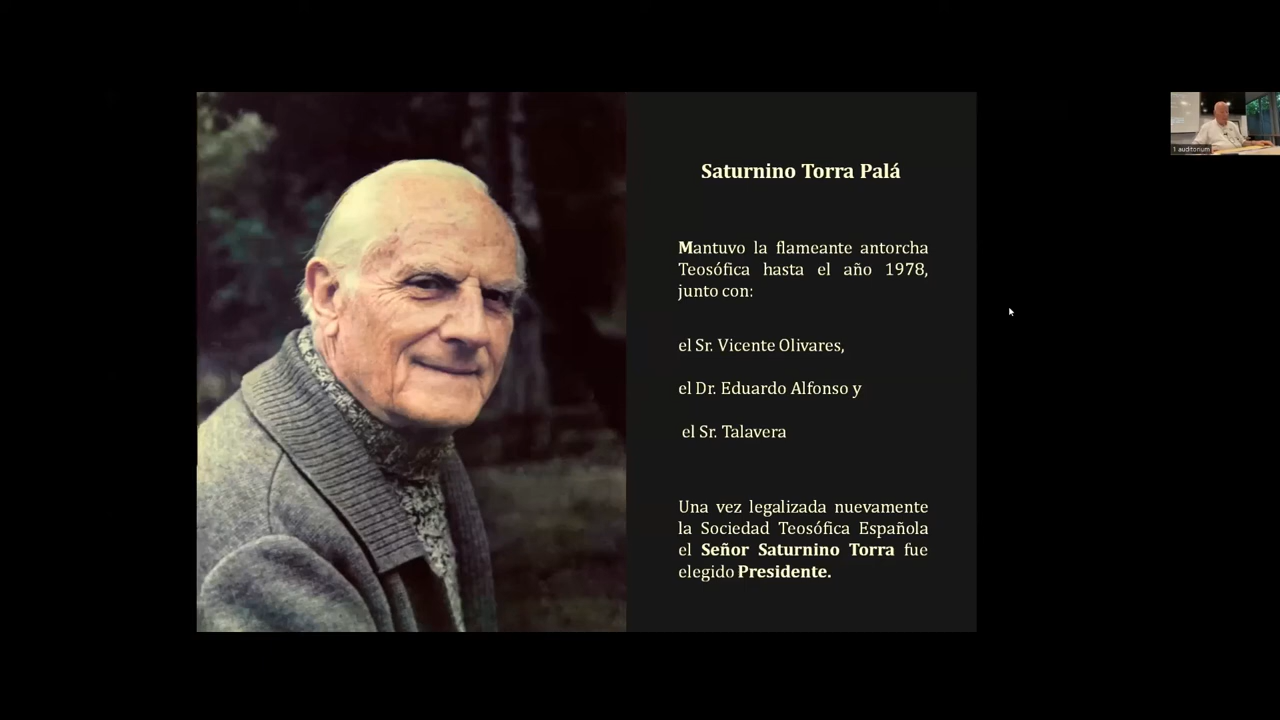 Saturnino Torra Palá
Mantuvo la flameante antorcha
Teosófica hasta el año 1978,
junto con:
el Sr. Vicente Olivares,
el Dr. Eduardo Alfonso y
el Sr. Talavera
Una vez legalizada nuevamente
la Sociedad Teosófica Española
el Señor Saturnino Torra fue
elegido Presidente.
1 auditorium